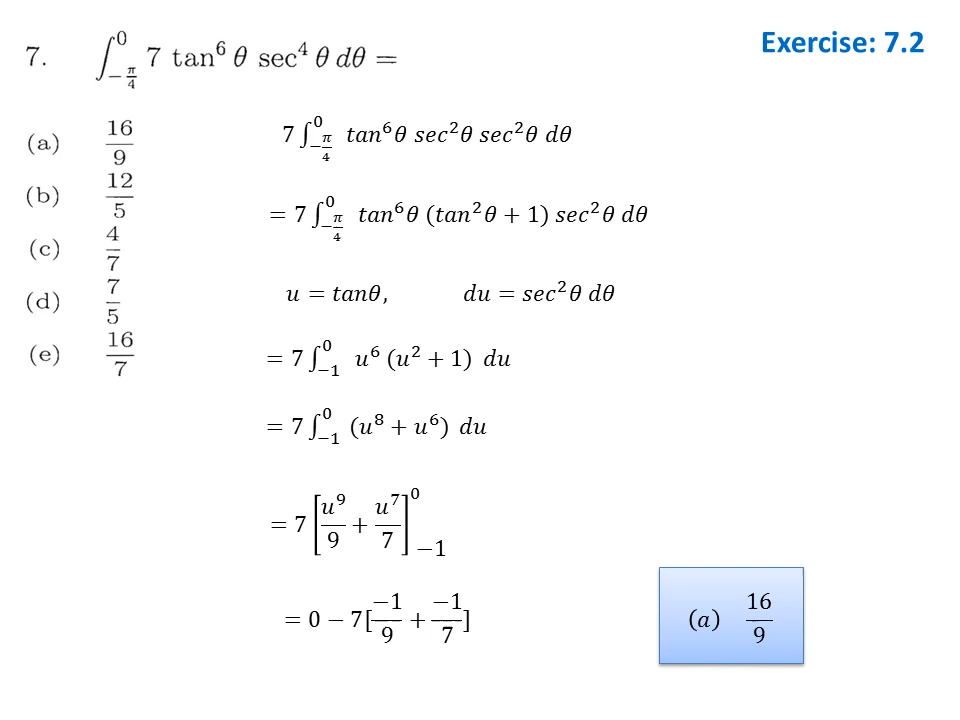 Exercise: 7.2
7. ∫_{-π/4}^{0} 7 tan⁶ θ sec⁴ θ dθ =
(a) 16/9
(b) 12/5
(c) 4/7
(d) 7/5
(e) 16/7
7 ∫_{-π/4}^{0} tan⁶θ sec²θ sec²θ dθ
= 7 ∫_{-π/4}^{0} tan⁶θ (tan²θ + 1) sec²θ dθ
u = tanθ, du = sec²θ dθ
= 7 ∫_{-1}^{0} u⁶ (u² + 1) du
= 7 ∫_{-1}^{0} (u⁸ + u⁶) du
= 7 [u⁹/9 + u⁷/7]_{-1}^{0}
= 0 − 7[−1/9 + −1/7]
(a) 16/9